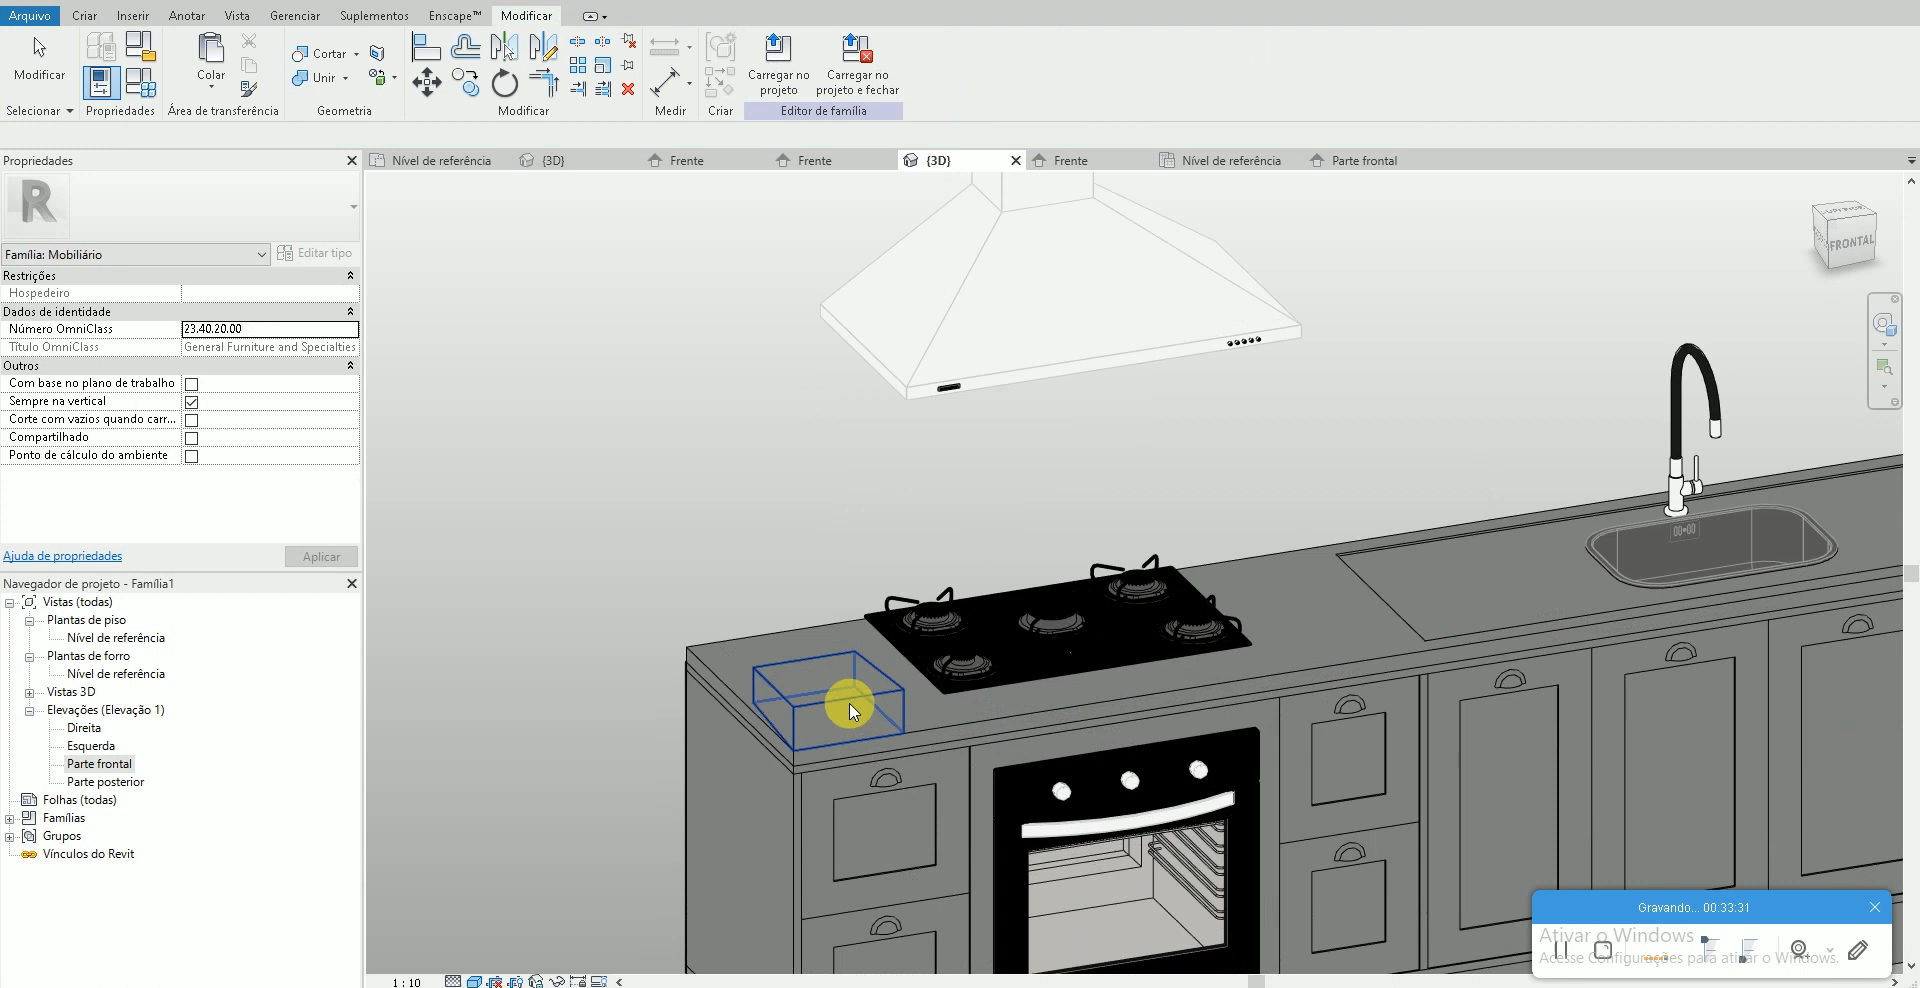 Arquivo Criar Inserir Anotar Vista Gerenciar Suplementos Enscape™ Modificar
Modificar
Colar
Cortar
Unir
Carregar no
projeto
Carregar no
projeto e fechar
Selecionar Propriedades Área de transferência Geometria Modificar Medir Criar Editor de família
Propriedades
Nível de referência {3D} Frente Frente {3D} Frente Nível de referência Parte frontal
R
Família: Mobiliário
Editar tipo
Restrições
Hospedeiro
Dados de identidade
Número OmniClass 23.40.20.00
Título OmniClass General Furniture and Specialties
Outros
Com base no plano de trabalho
Sempre na vertical
Corte com vazios quando carr...
Compartilhado
Ponto de cálculo do ambiente
Ajuda de propriedades
Aplicar
Navegador de projeto - Família1
Vistas (todas)
Plantas de piso
Nível de referência
Plantas de forro
Nível de referência
Vistas 3D
Elevações (Elevação 1)
Direita
Esquerda
Parte frontal
Parte posterior
Folhas (todas)
Famílias
Grupos
Vínculos do Revit
FRONTAL
1 : 10
Gravando... 00:33:31
Ativar o Windows
Acesse Configurações para ativar o Windows.